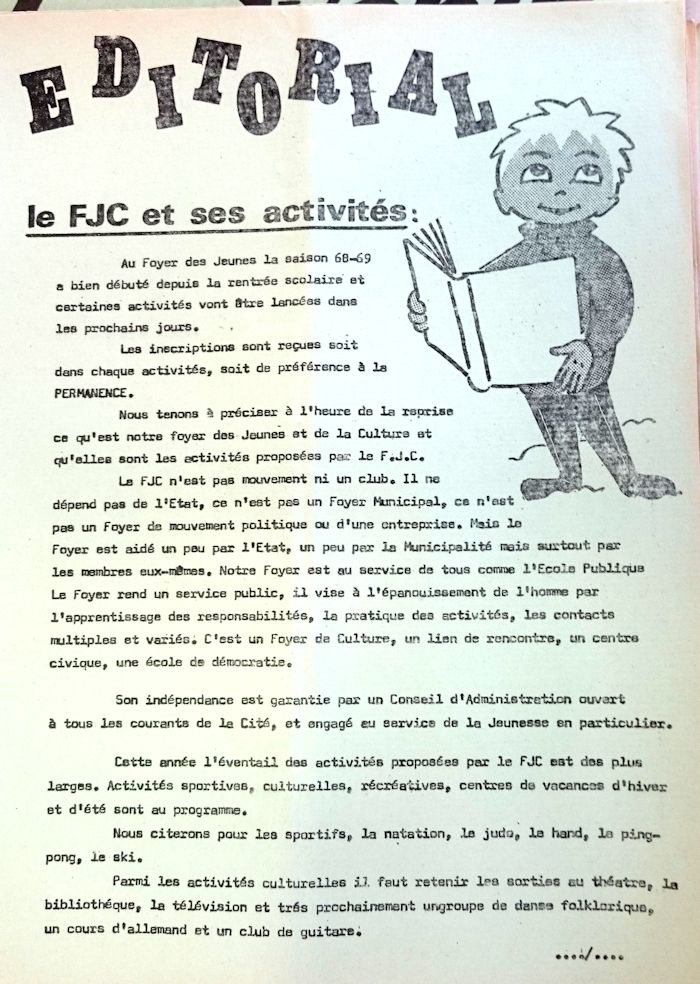 EDITORIAL
le FJC et ses activités:
Au Foyer des Jeunes la saison 68-69
a bien débuté depuis la rentrée scolaire et
certaines activités vont être lancées dans
les prochains jours.
Les inscriptions sont reçues soit
dans chaque activités, soit de préférence à la
PERMANENCE.
Nous tenons à préciser à l'heure de la reprise
ce qu'est notre foyer des Jeunes et de la Culture et
qu'elles sont les activités proposées par le F.J.C.
Le FJC n'est pas mouvement ni un club. Il ne
dépend pas de l'Etat, ce n'est pas un Foyer Municipal, ce n'est
pas un Foyer de mouvement politique ou d'une entreprise. Mais le
Foyer est aidé un peu par l'Etat, un peu par la Municipalité mais surtout par
les membres eux-mêmes. Notre Foyer est au service de tous comme l'Ecole Publique
Le Foyer rend un service public, il vise à l'épanouissement de l'homme par
l'apprentissage des responsabilités, la pratique des activités, les contacts
multiples et variés. C'est un Foyer de Culture, un lien de rencontre, un centre
civique, une école de démocratie.
Son indépendance est garantie par un Conseil d'Administration ouvert
à tous les courants de la Cité, et engagé au service de la Jeunesse en particulier.
Cette année l'éventail des activités proposées par le FJC est des plus
larges. Activités sportives, culturelles, récréatives, centres de vacances d'hiver
et d'été sont au programme.
Nous citerons pour les sportifs, la natation, le judo, le hand, le ping-
pong, le ski.
Parmi les activités culturelles il faut retenir les sorties au théatre, la
bibliothéque, la télévision et trés prochainement ungroupe de danse folklorique,
un cours d'allemand et un club de guitare.
..../....